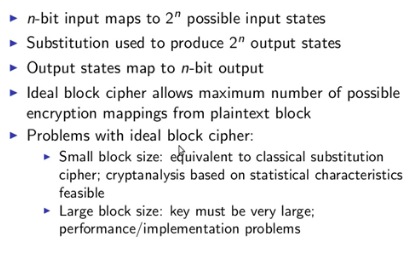 ▶ n-bit input maps to 2ⁿ possible input states
▶ Substitution used to produce 2ⁿ output states
▶ Output states map to n-bit output
▶ Ideal block cipher allows maximum number of possible
encryption mappings from plaintext block
▶ Problems with ideal block cipher:
▶ Small block size: equivalent to classical substitution
cipher; cryptanalysis based on statistical characteristics
feasible
▶ Large block size: key must be very large;
performance/implementation problems